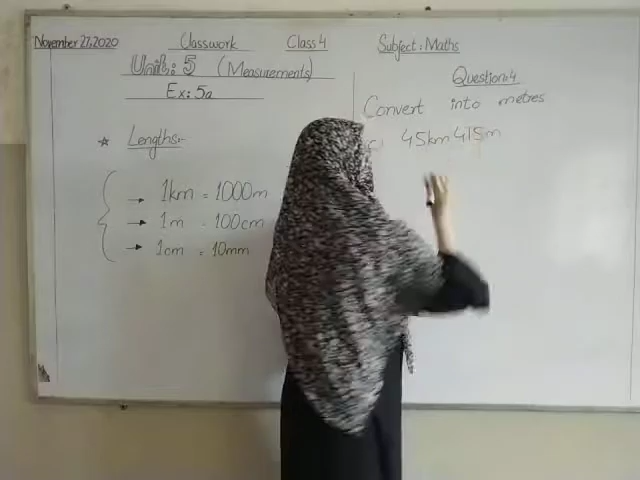 November 27,2020 Classwork Class 4 Subject: Maths
Unit: 5 (Measurements)
Ex: 5a
* Lengths:-
→ 1km = 1000m
→ 1m = 100cm
→ 1cm = 10mm
Question:4
Convert into metres
c) 45km 415m